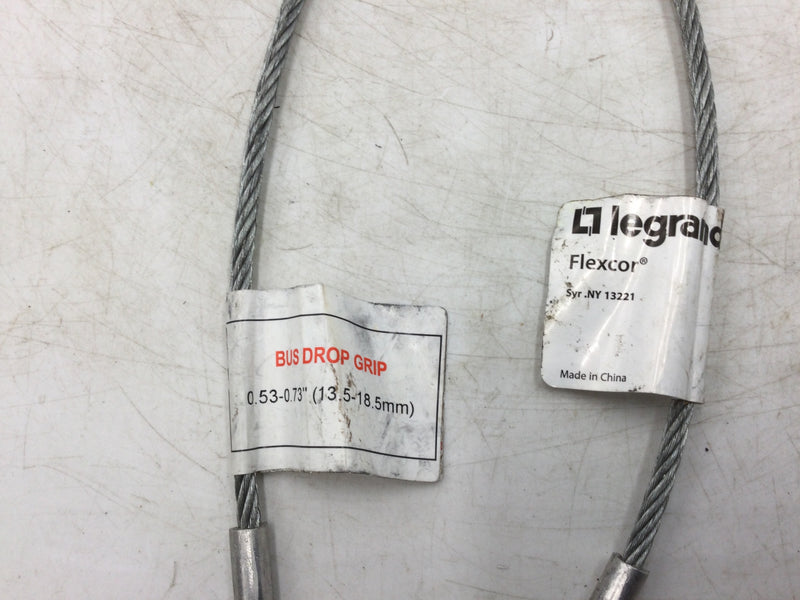 BUS DROP GRIP
0.53-0.73" (13.5-18.5mm)
legrand
Flexcor®
Syr .NY 13221
Made in China